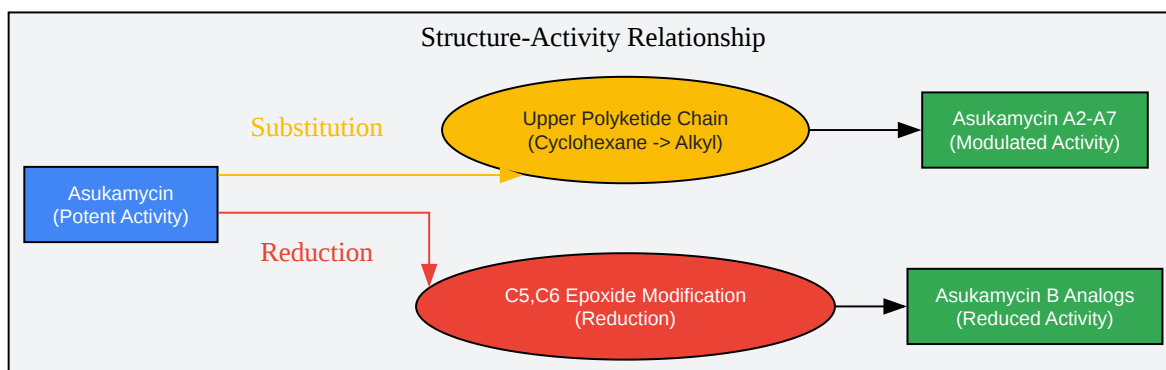 Structure-Activity Relationship
Substitution
Upper Polyketide Chain
(Cyclohexane -> Alkyl)
Asukamycin A2-A7
(Modulated Activity)
Asukamycin
(Potent Activity)
Reduction
C5,C6 Epoxide Modification
(Reduction)
Asukamycin B Analogs
(Reduced Activity)